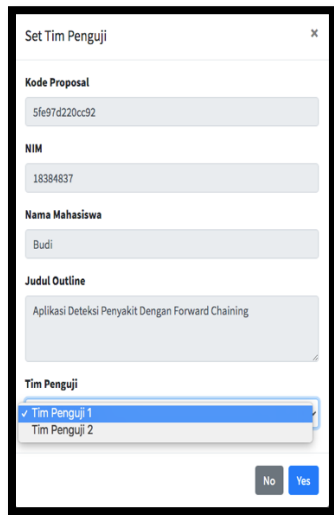 Set Tim Penguji
x
Kode Proposal
5fe97d220cc92
NIM
18384837
Nama Mahasiswa
Budi
Judul Outline
Aplikasi Deteksi Penyakit Dengan Forward Chaining
Tim Penguji
✓ Tim Penguji 1
Tim Penguji 2
No Yes